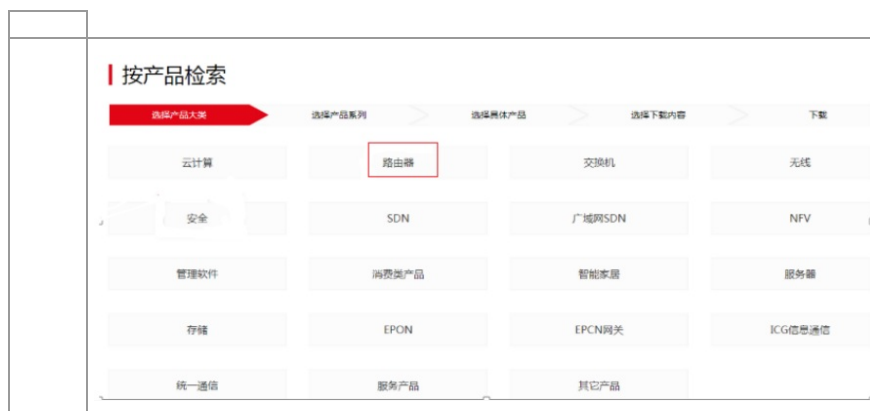 按产品检索
选择产品大类 选择产品系列 选择具体产品 选择下载内容 下载
云计算 路由器 交换机 无线
安全 SDN 广域网SDN NFV
管理软件 消费类产品 智能家居 服务器
存储 EPON EPCN网关 ICG信息通信
统一通信 服务产品 其它产品